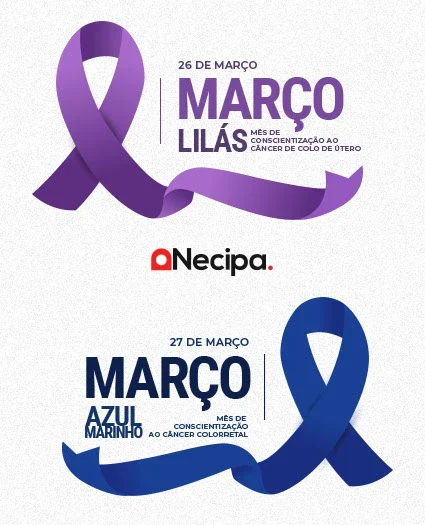 26 DE MARÇO
MARÇO
LILÁS
MÊS DE
CONSCIENTIZAÇÃO AO
CÂNCER DE COLO DE ÚTERO
Necipa.
27 DE MARÇO
MARÇO
AZUL
MARINHO
MÊS DE
CONSCIENTIZAÇÃO
AO CÂNCER COLORRETAL